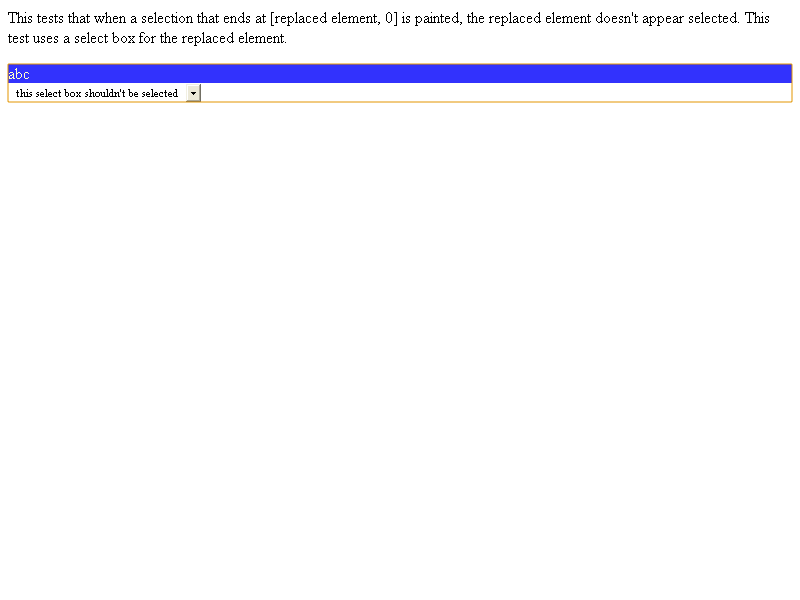 This tests that when a selection that ends at [replaced element, 0] is painted, the replaced element doesn't appear selected. This
test uses a select box for the replaced element.
abc
this select box shouldn't be selected